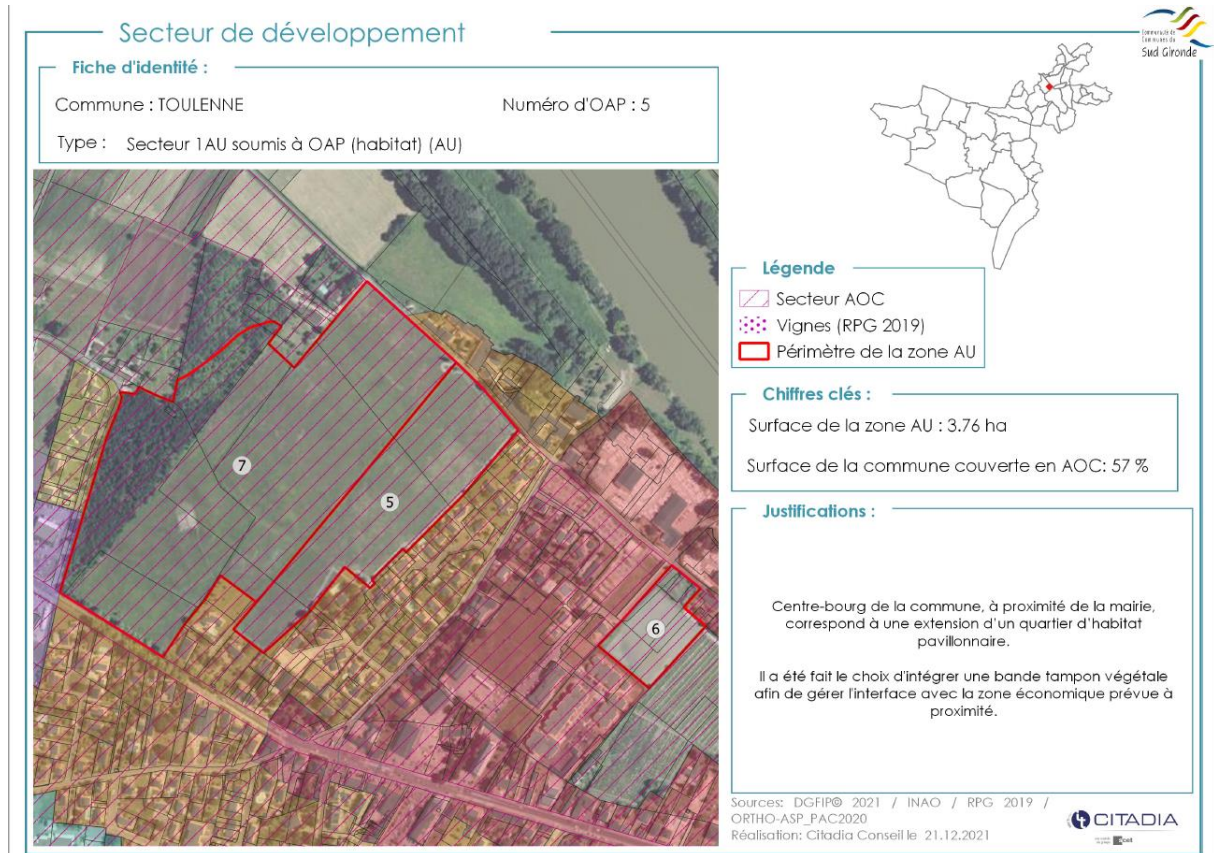 Secteur de développement
Communauté de
Communes du
Sud Gironde
Fiche d'identité :
Commune : TOULENNE
Numéro d'OAP : 5
Type : Secteur 1AU soumis à OAP (habitat) (AU)
7
5
6
Légende
Secteur AOC
Vignes (RPG 2019)
Périmètre de la zone AU
Chiffres clés :
Surface de la zone AU : 3.76 ha
Surface de la commune couverte en AOC: 57 %
Justifications :
Centre-bourg de la commune, à proximité de la mairie,
correspond à une extension d'un quartier d'habitat
pavillonnaire.
Il a été fait le choix d'intégrer une bande tampon végétale
afin de gérer l'interface avec la zone économique prévue à
proximité.
Sources: DGFIP© 2021 / INAO / RPG 2019 /
ORTHO-ASP_PAC2020
Réalisation: Citadia Conseil le 21.12.2021
CITADIA